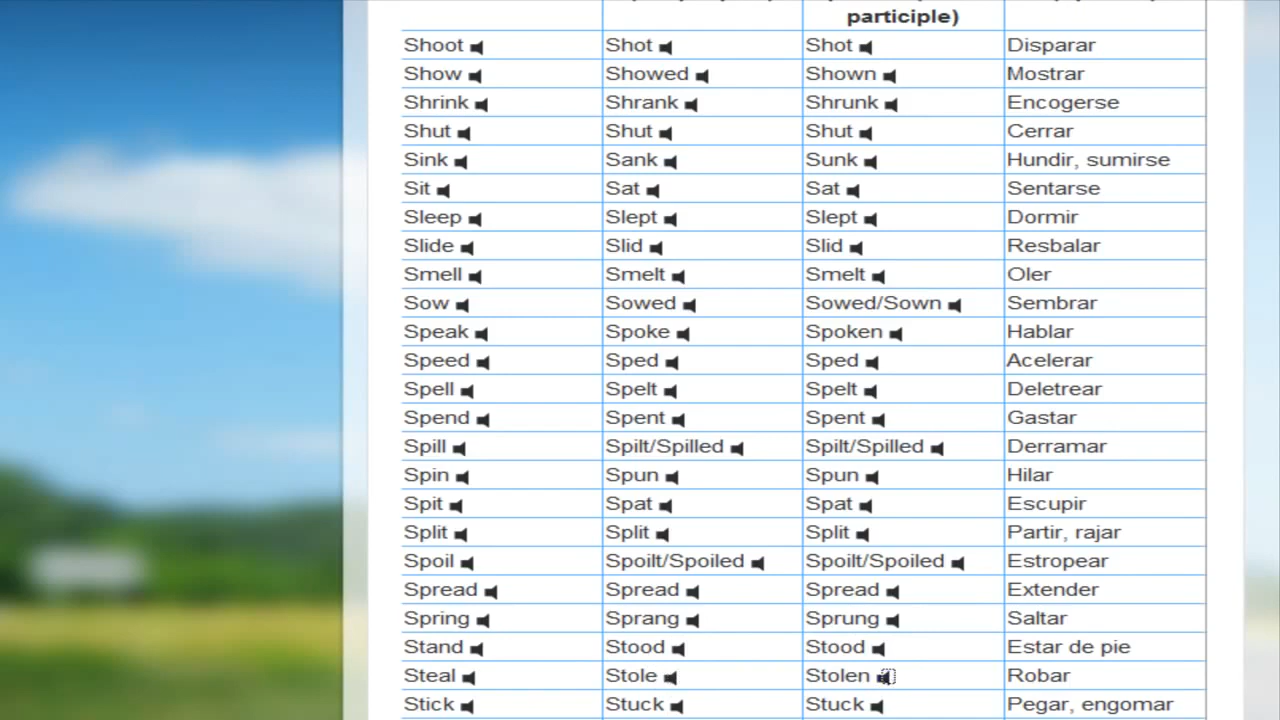 participle)
Shoot Shot Shot Disparar
Show Showed Shown Mostrar
Shrink Shrank Shrunk Encogerse
Shut Shut Shut Cerrar
Sink Sank Sunk Hundir, sumirse
Sit Sat Sat Sentarse
Sleep Slept Slept Dormir
Slide Slid Slid Resbalar
Smell Smelt Smelt Oler
Sow Sowed Sowed/Sown Sembrar
Speak Spoke Spoken Hablar
Speed Sped Sped Acelerar
Spell Spelt Spelt Deletrear
Spend Spent Spent Gastar
Spill Spilt/Spilled Spilt/Spilled Derramar
Spin Spun Spun Hilar
Spit Spat Spat Escupir
Split Split Split Partir, rajar
Spoil Spoilt/Spoiled Spoilt/Spoiled Estropear
Spread Spread Spread Extender
Spring Sprang Sprung Saltar
Stand Stood Stood Estar de pie
Steal Stole Stolen Robar
Stick Stuck Stuck Pegar, engomar